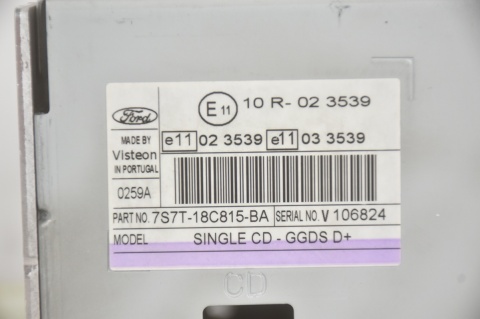 Ford
E 11 10 R- 02 3539
MADE BY
Visteon
IN PORTUGAL
e11 02 3539 e11 03 3539
0259A
PART NO. 7S7T-18C815-BA SERIAL NO. V 106824
MODEL SINGLE CD - GGDS D+
CD